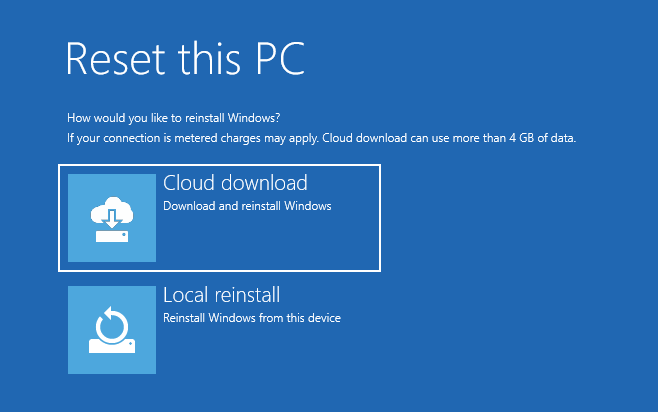 Reset this PC
How would you like to reinstall Windows?
If your connection is metered charges may apply. Cloud download can use more than 4 GB of data.
Cloud download
Download and reinstall Windows
Local reinstall
Reinstall Windows from this device